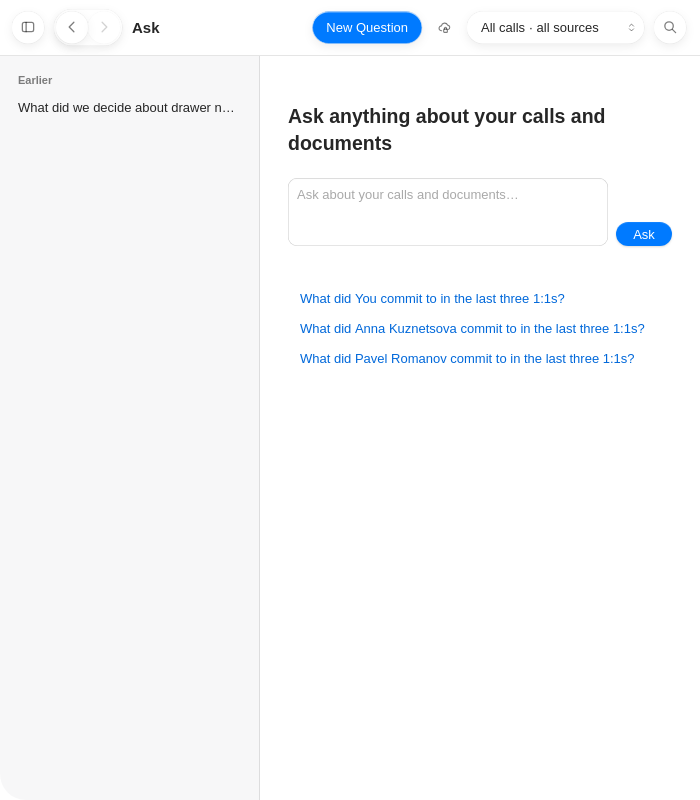 Ask
New Question
All calls · all sources
Earlier
What did we decide about drawer n…
Ask anything about your calls and
documents
Ask about your calls and documents…
Ask
What did You commit to in the last three 1:1s?
What did Anna Kuznetsova commit to in the last three 1:1s?
What did Pavel Romanov commit to in the last three 1:1s?